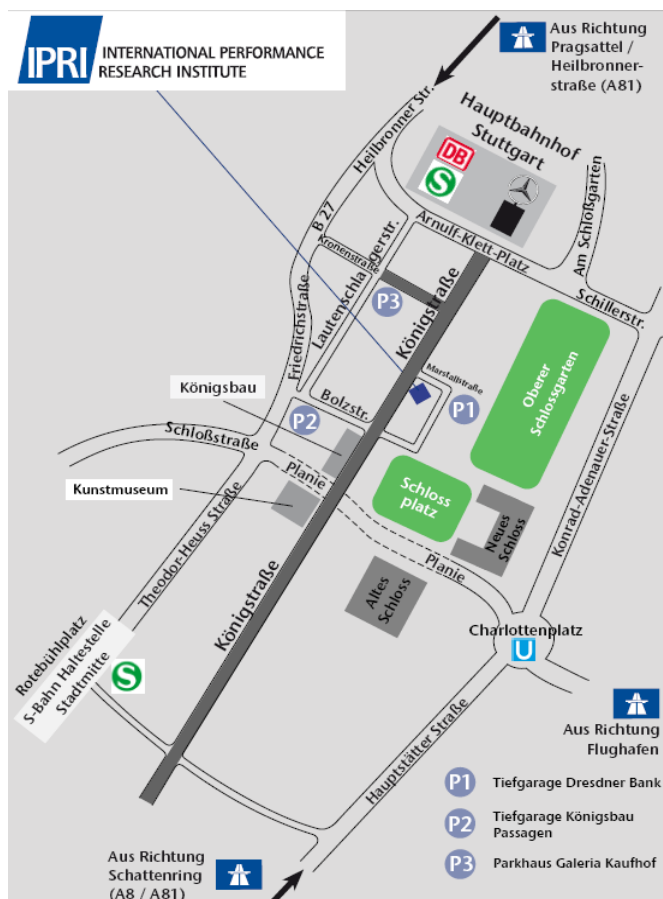 IPRI
INTERNATIONAL PERFORMANCE
RESEARCH INSTITUTE
Aus Richtung
Pragsattel /
Heilbronner-
straße (A81)
Heilbronner Str.
Hauptbahnhof
Stuttgart
DB
S
B 27
Kronenstraße
Lautenschlagerstr.
Arnulf-Klett-Platz
Am Schloßgarten
Schillerstr.
P3
Königstraße
Friedrichstraße
Marstallstraße
Oberer
Schlossgarten
Königsbau
Bolzstr.
P1
P2
Schloßstraße
Konrad-Adenauer-Straße
Kunstmuseum
Planie
Schloss
platz
Neues
Schloss
Theodor-Heuss Straße
Planie
Altes
Schloss
Königstraße
Charlottenplatz
U
Rotebühlplatz
S-Bahn Haltestelle
Stadtmitte
S
Hauptstätter Straße
Aus Richtung
Flughafen
P1 Tiefgarage Dresdner Bank
P2 Tiefgarage Königsbau
Passagen
P3 Parkhaus Galeria Kaufhof
Aus Richtung
Schattenring
(A8 / A81)